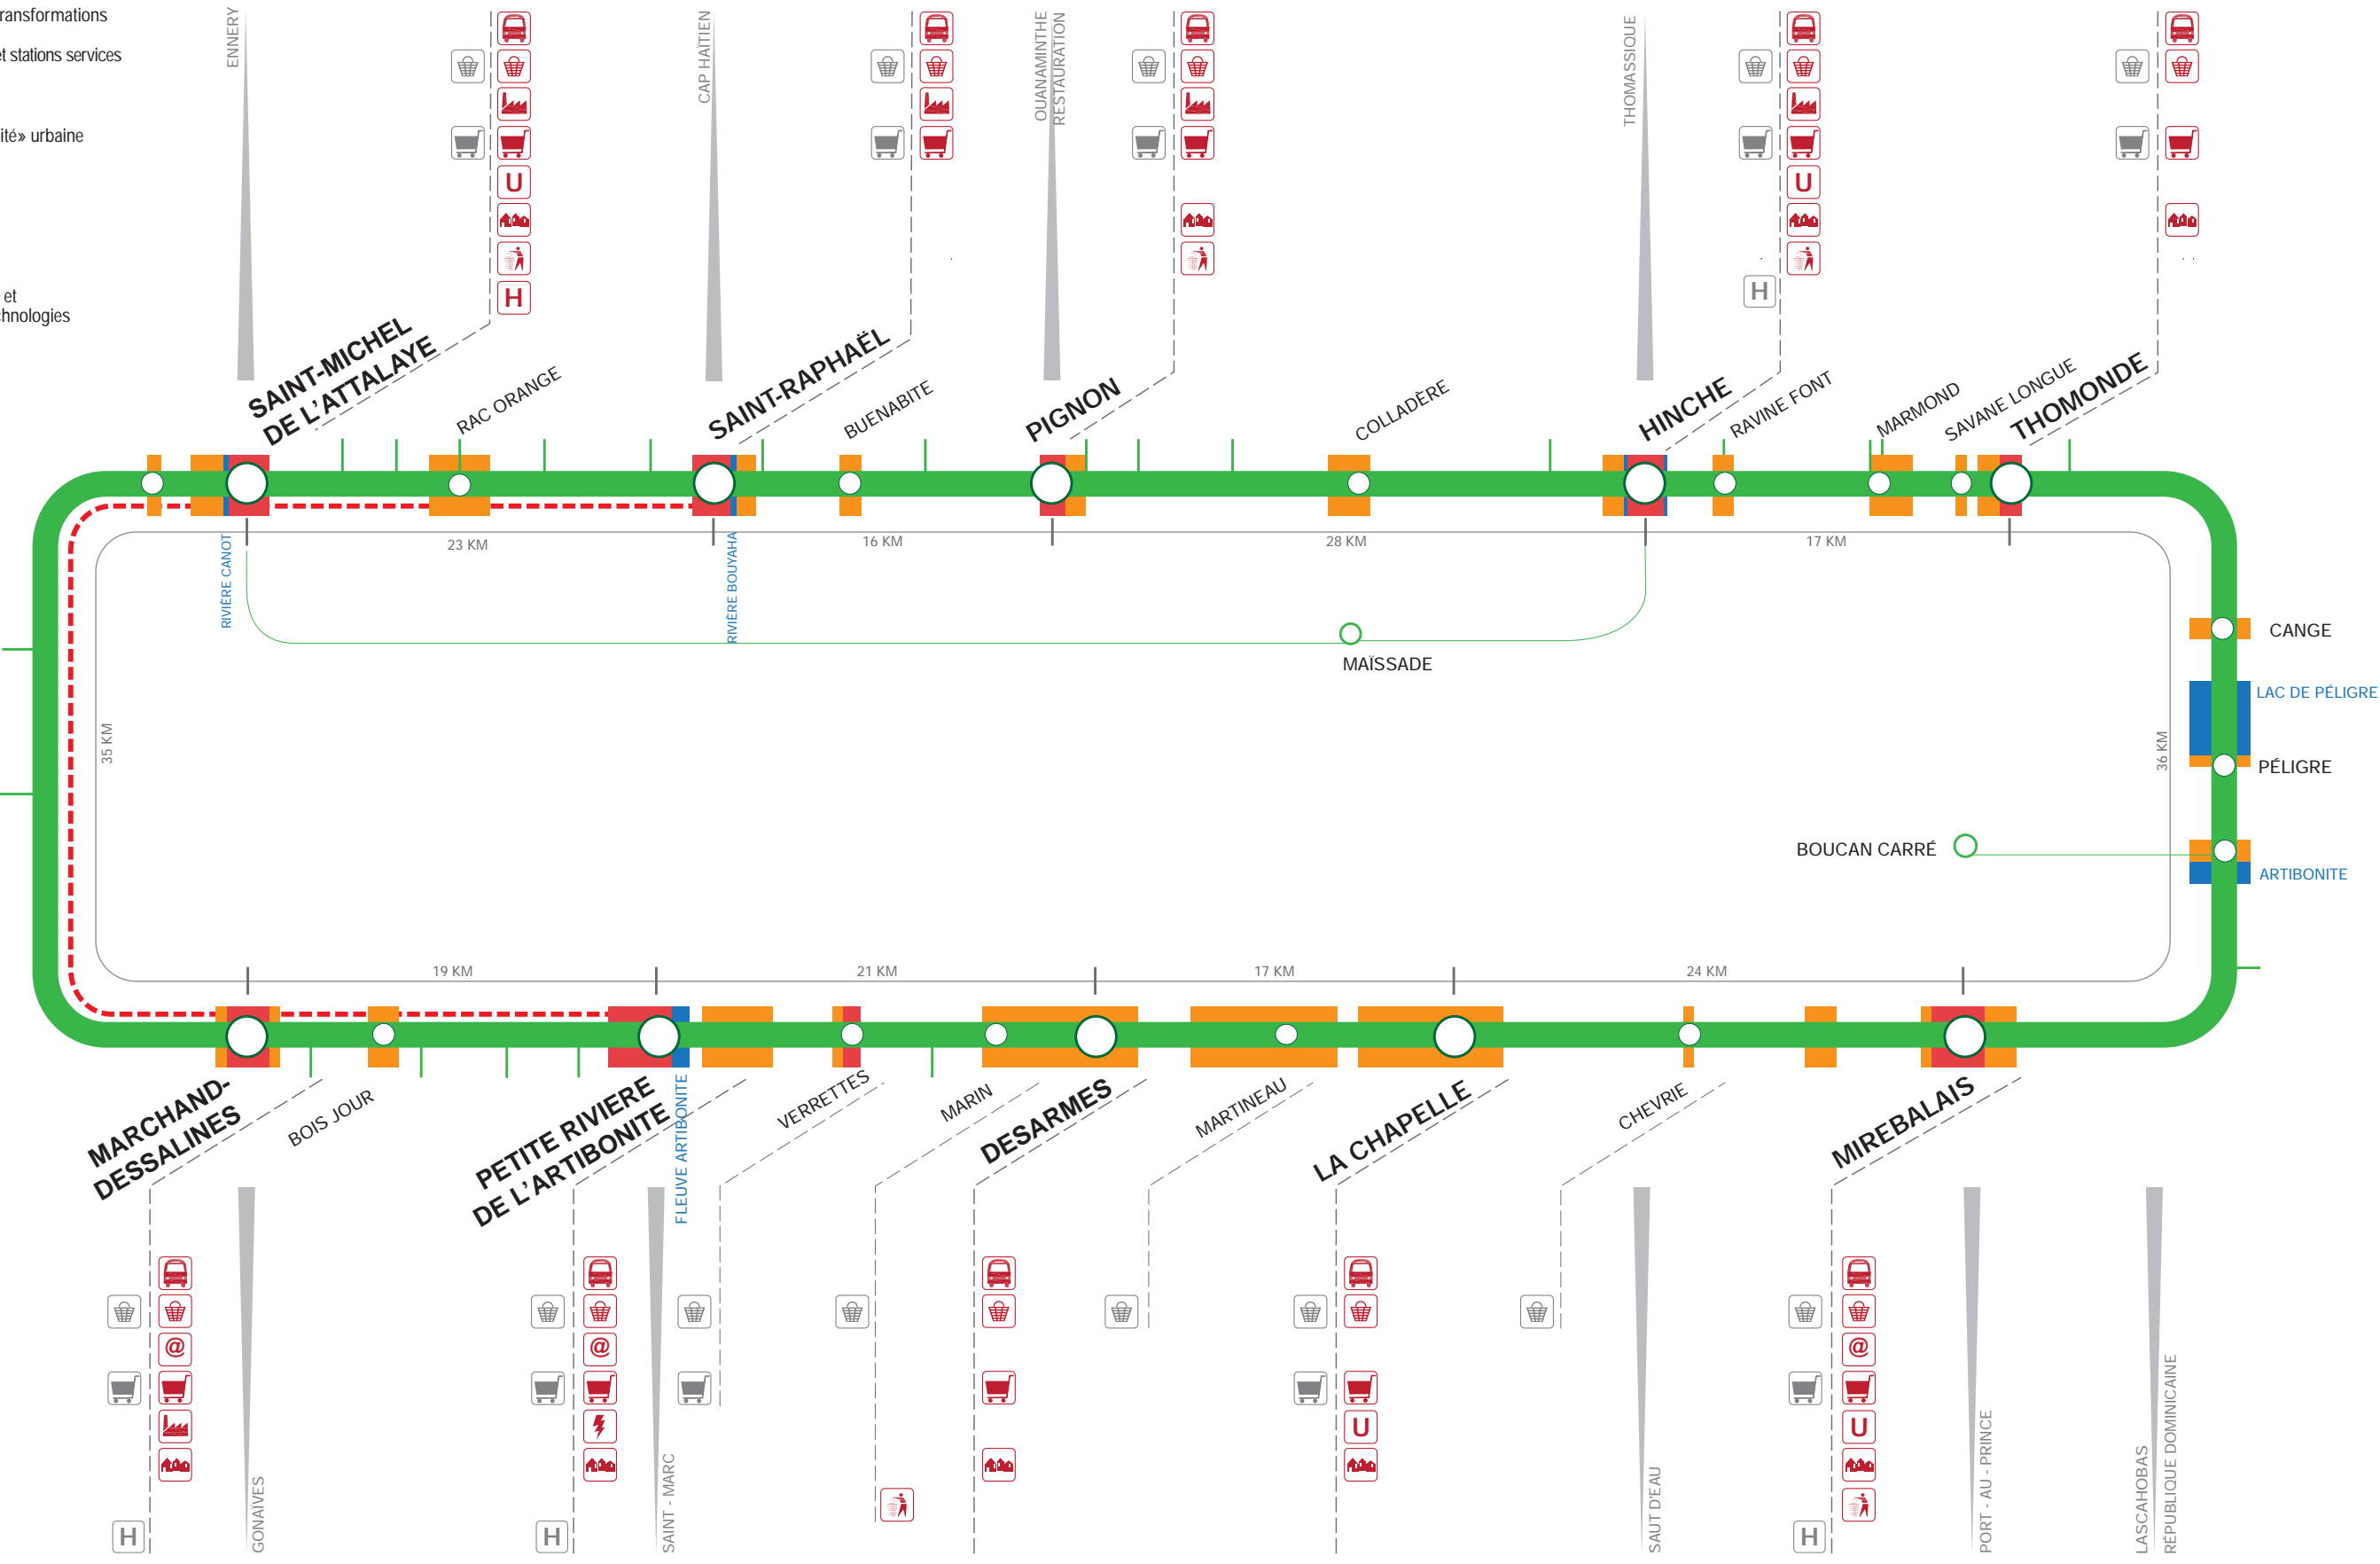 ransformations
et stations services
ité» urbaine
et
hnologies
ENNERY
CAP HAÏTIEN
OUANAMINTHE
RESTAURATION
THOMASSIQUE
U
H
U
H
SAINT-MICHEL
DE L'ATTALAYE
RAC ORANGE
SAINT-RAPHAËL
BUENABITE
PIGNON
COLLADÈRE
HINCHE
RAVINE FONT
MARMOND
SAVANE LONGUE
THOMONDE
RIVIÈRE CANOT
23 KM
RIVIÈRE BOUYAHA
16 KM
28 KM
17 KM
MAÏSSADE
CANGE
LAC DE PÉLIGRE
PÉLIGRE
35 KM
36 KM
BOUCAN CARRÉ
ARTIBONITE
19 KM
21 KM
17 KM
24 KM
MARCHAND-
DESSALINES
BOIS JOUR
PETITE RIVIERE
DE L'ARTIBONITE
FLEUVE ARTIBONITE
VERRETTES
MARIN
DESARMES
MARTINEAU
LA CHAPELLE
CHEVRIE
MIREBALAIS
@
H
GONAÏVES
@
H
SAINT - MARC
U
SAUT D'EAU
@
U
H
PORT - AU - PRINCE
LASCAHOBAS
RÉPUBLIQUE DOMINICAINE